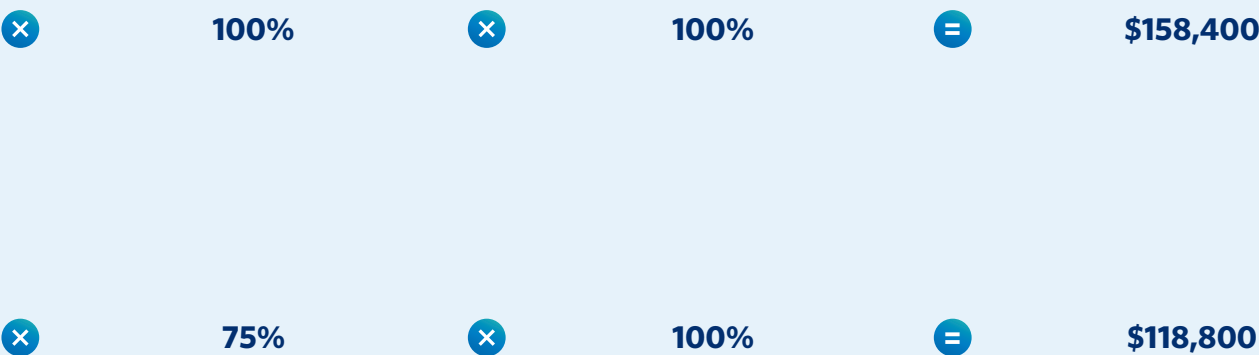 × 100% × 100% = $158,400
× 75% × 100% = $118,800